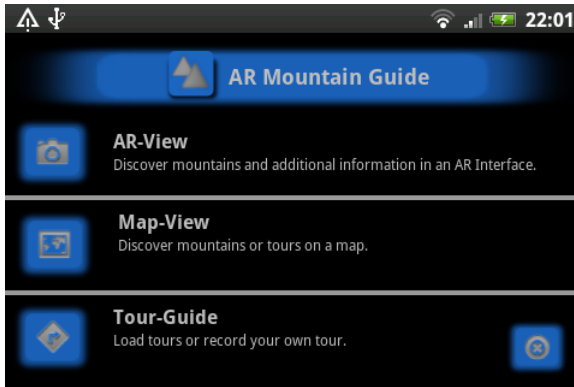 22:01
AR Mountain Guide
AR-View
Discover mountains and additional information in an AR Interface.
Map-View
Discover mountains or tours on a map.
Tour-Guide
Load tours or record your own tour.